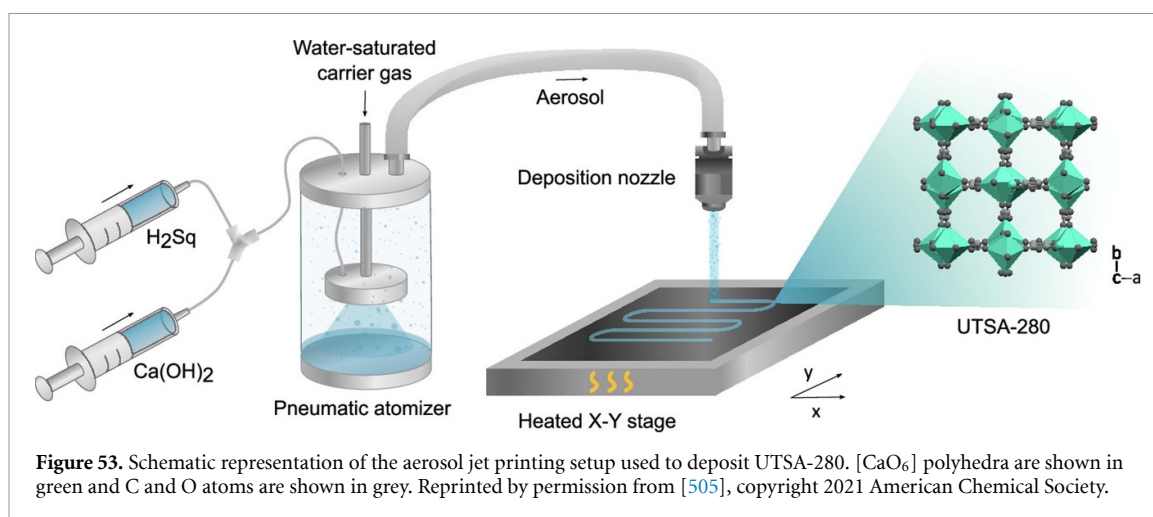 Water-saturated
carrier gas
Aerosol
Deposition nozzle
H2Sq
Ca(OH)2
Pneumatic atomizer
Heated X-Y stage
y
x
b
c a
UTSA-280
Figure 53. Schematic representation of the aerosol jet printing setup used to deposit UTSA-280. [CaO₆] polyhedra are shown in
green and C and O atoms are shown in grey. Reprinted by permission from [505], copyright 2021 American Chemical Society.